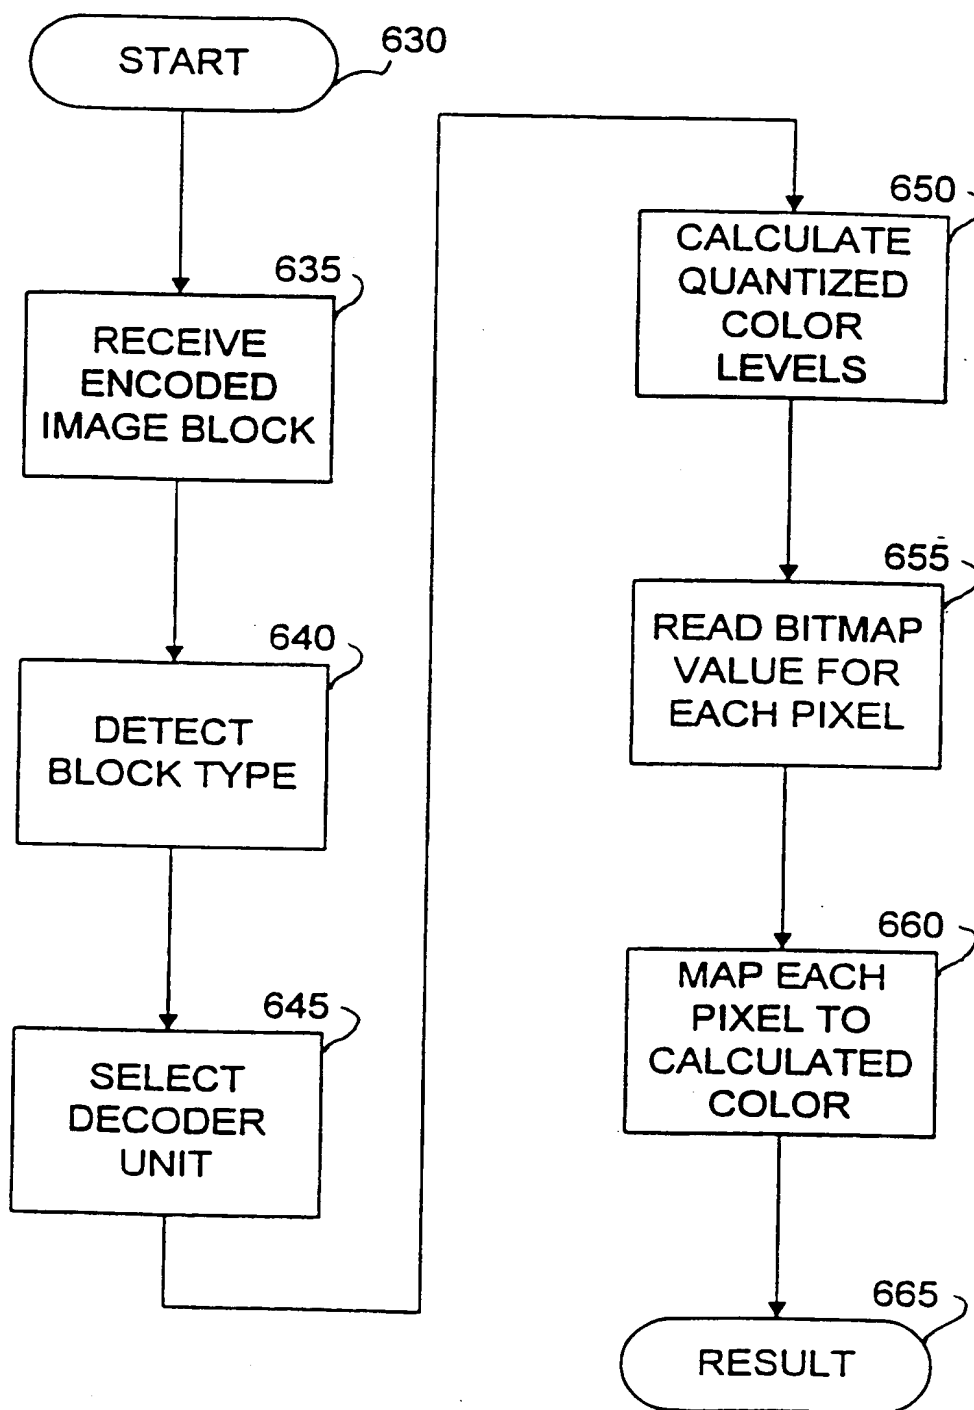 START
630
635
RECEIVE
ENCODED
IMAGE BLOCK
640
DETECT
BLOCK TYPE
645
SELECT
DECODER
UNIT
650
CALCULATE
QUANTIZED
COLOR
LEVELS
655
READ BITMAP
VALUE FOR
EACH PIXEL
660
MAP EACH
PIXEL TO
CALCULATED
COLOR
665
RESULT